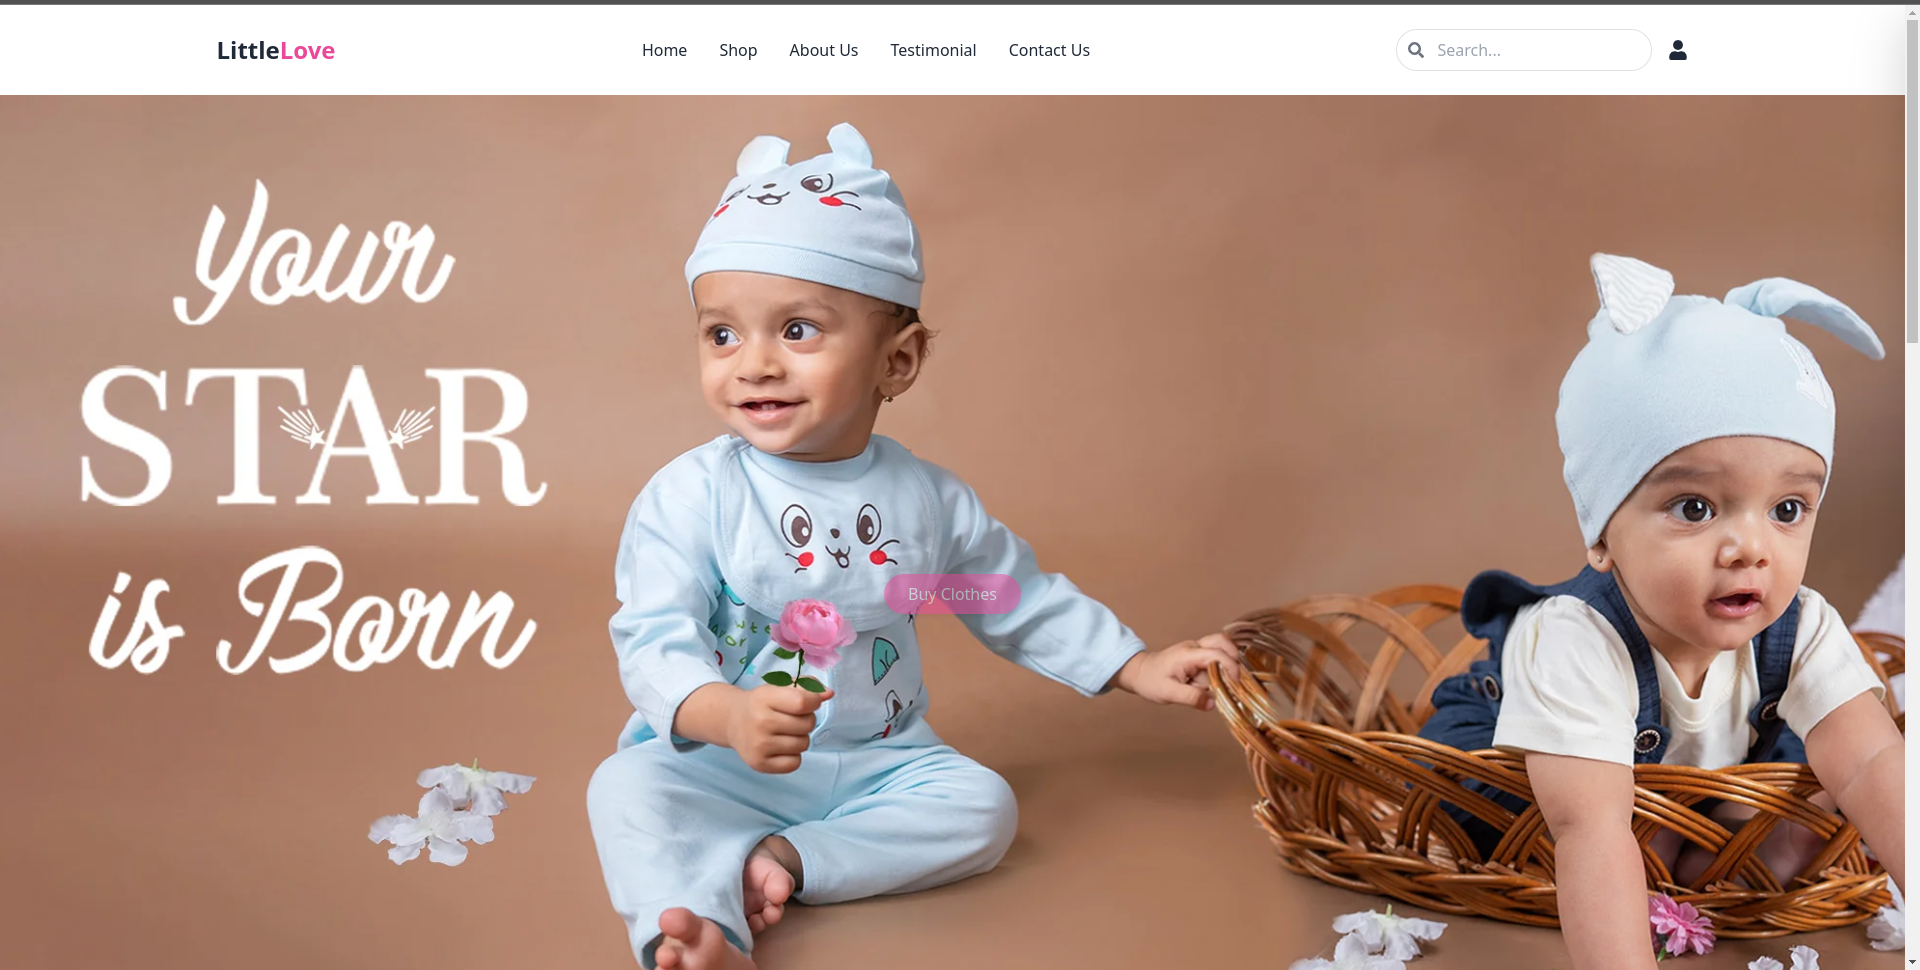 LittleLove
Home Shop About Us Testimonial Contact Us
Search...
Your
STAR
is Born
Buy Clothes